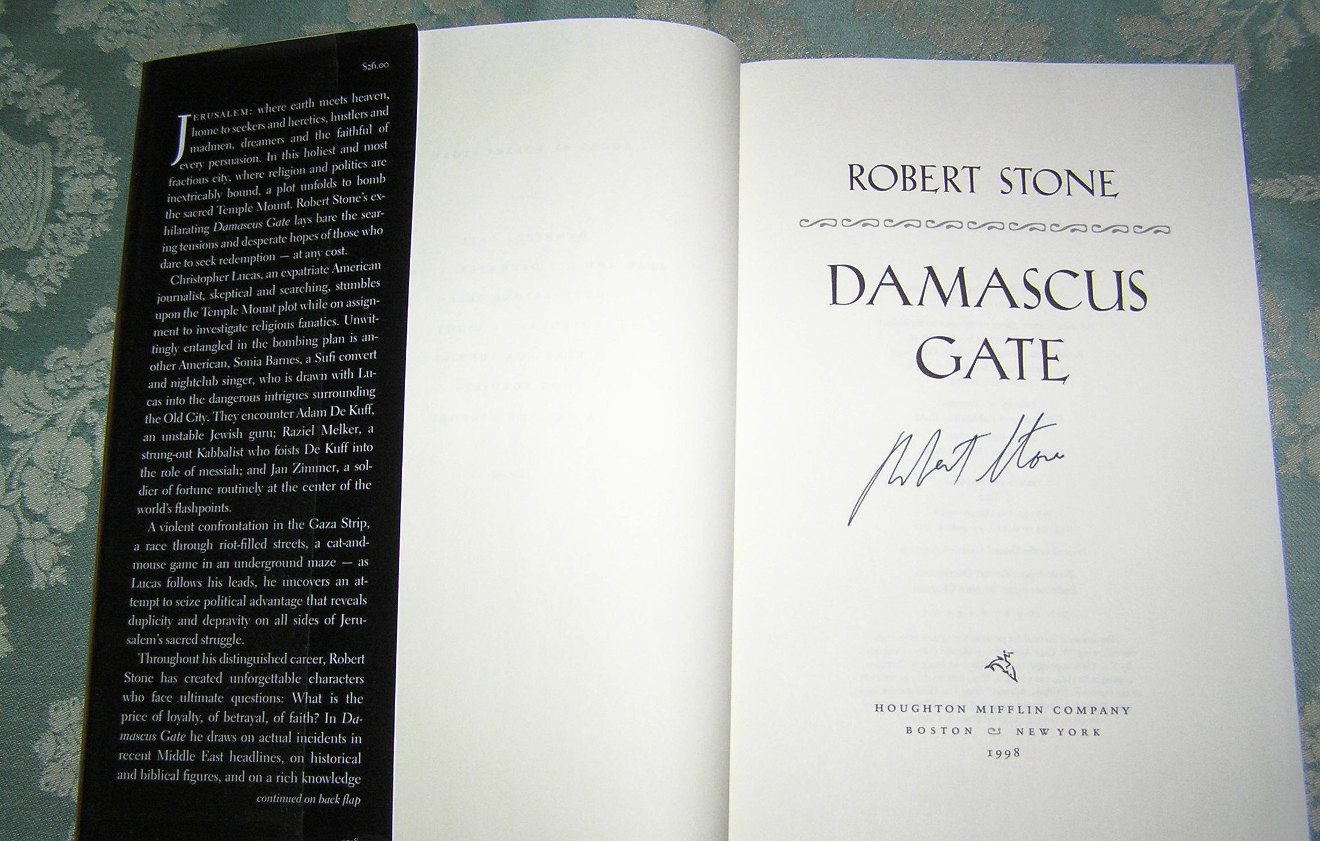 $26.00
JERUSALEM: where earth meets heaven,
home to seekers and heretics, hustlers and
madmen, dreamers and the faithful of
every persuasion. In this holiest and most
fractious city, where religion and politics are
inextricably bound, a plot unfolds to bomb
the sacred Temple Mount. Robert Stone's ex-
hilarating Damascus Gate lays bare the sear-
ing tensions and desperate hopes of those who
dare to seek redemption — at any cost.
Christopher Lucas, an expatriate American
journalist, skeptical and searching, stumbles
upon the Temple Mount plot while on assign-
ment to investigate religious fanatics. Unwit-
tingly entangled in the bombing plan is an-
other American, Sonia Barnes, a Sufi convert
and nightclub singer, who is drawn with Lu-
cas into the dangerous intrigues surrounding
the Old City. They encounter Adam De Kuff,
an unstable Jewish guru; Raziel Melker, a
strung-out Kabbalist who foists De Kuff into
the role of messiah; and Jan Zimmer, a sol-
dier of fortune routinely at the center of the
world's flashpoints.
A violent confrontation in the Gaza Strip,
a race through riot-filled streets, a cat-and-
mouse game in an underground maze — as
Lucas follows his leads, he uncovers an at-
tempt to seize political advantage that reveals
duplicity and depravity on all sides of Jeru-
salem's sacred struggle.
Throughout his distinguished career, Robert
Stone has created unforgettable characters
who face ultimate questions: What is the
price of loyalty, of betrayal, of faith? In Da-
mascus Gate he draws on actual incidents in
recent Middle East headlines, on historical
and biblical figures, and on a rich knowledge
continued on back flap
ROBERT STONE
DAMASCUS
GATE
Robert Stone
HOUGHTON MIFFLIN COMPANY
BOSTON NEW YORK
1998